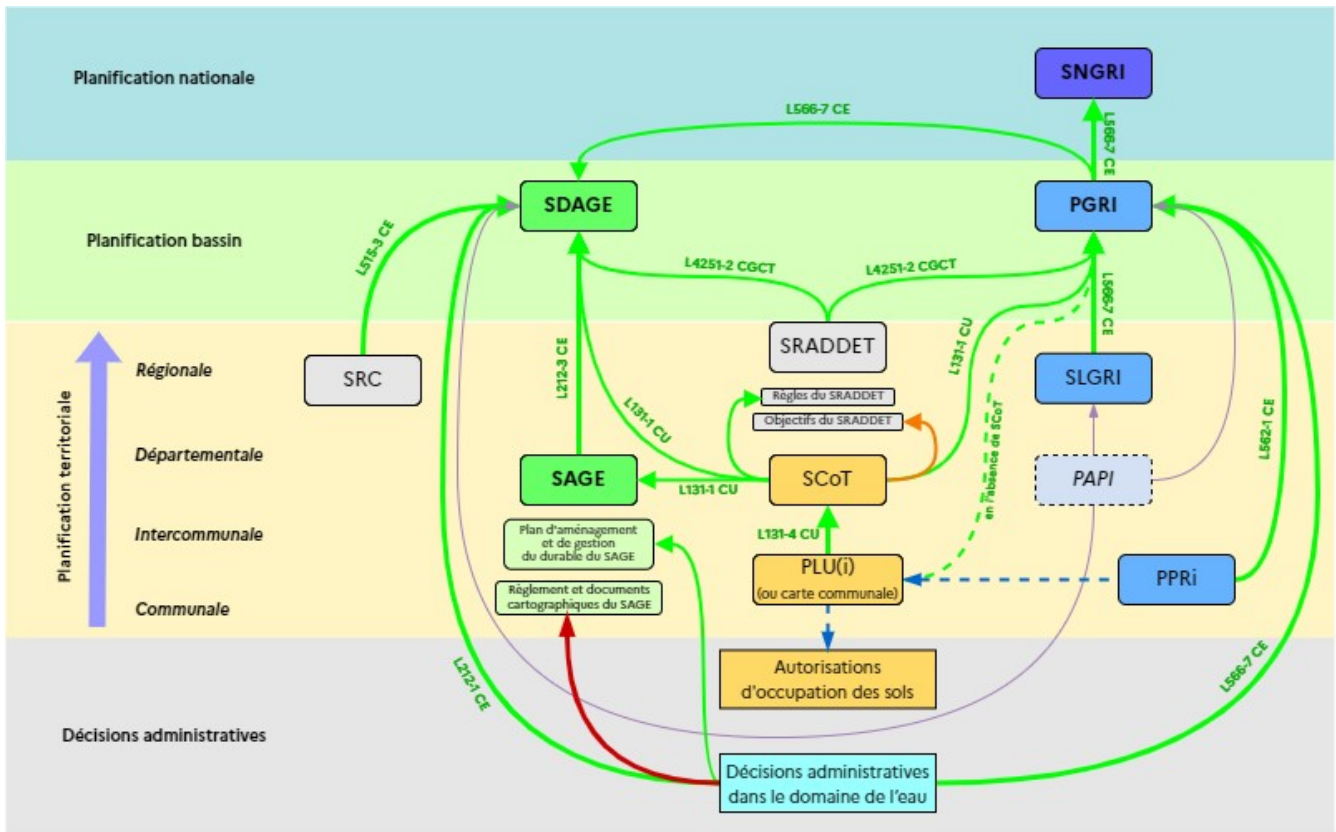 Planification nationale
SNGRI
L566-7 CE
L566-7 CE
SDAGE
PGRI
Planification bassin
L515-3 CE
L4251-2 CGCT
L4251-2 CGCT
L566-7 CE
Planification territoriale
Régionale
SRC
SRADDET
SLGRI
L212-3 CE
L131-1 CU
L131-1 CU
Règles du SRADDET
Objectifs du SRADDET
en l'absence de SCoT
L562-1 CE
Départementale
SAGE
L131-1 CU
SCoT
PAPI
Intercommunale
Plan d'aménagement
et de gestion
du durable du SAGE
L131-4 CU
PLU(i)
(ou carte communale)
PPRi
Communale
Règlement et documents
cartographiques du SAGE
L212-1 CE
Autorisations
d'occupation des sols
L566-7 CE
Décisions administratives
Décisions administratives
dans le domaine de l'eau